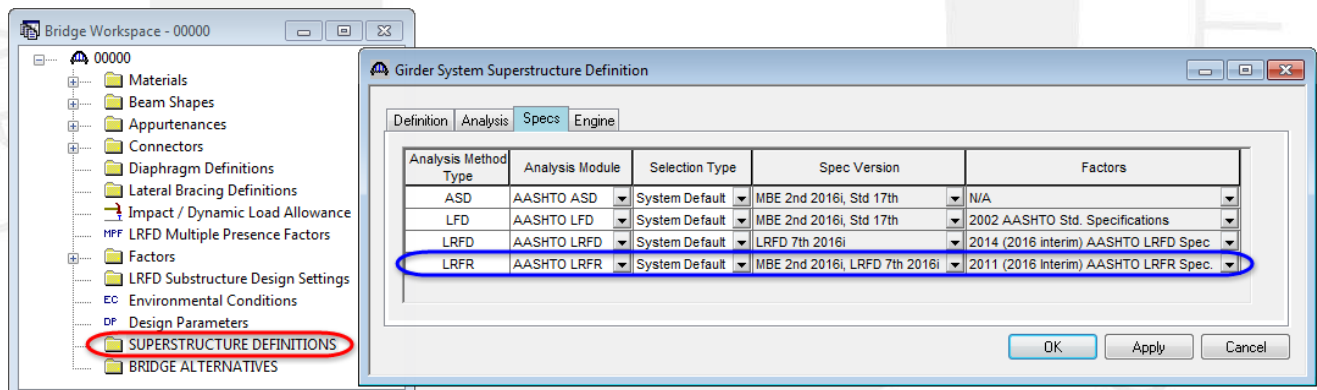 Bridge Workspace - 00000
00000
Materials
Beam Shapes
Appurtenances
Connectors
Diaphragm Definitions
Lateral Bracing Definitions
Impact / Dynamic Load Allowance
MPF LRFD Multiple Presence Factors
Factors
LRFD Substructure Design Settings
EC Environmental Conditions
DP Design Parameters
SUPERSTRUCTURE DEFINITIONS
BRIDGE ALTERNATIVES
Girder System Superstructure Definition
Definition Analysis Specs Engine
Analysis Method Type Analysis Module Selection Type Spec Version Factors
ASD AASHTO ASD System Default MBE 2nd 2016i, Std 17th N/A
LFD AASHTO LFD System Default MBE 2nd 2016i, Std 17th 2002 AASHTO Std. Specifications
LRFD AASHTO LRFD System Default LRFD 7th 2016i 2014 (2016 interim) AASHTO LRFD Spec
LRFR AASHTO LRFR System Default MBE 2nd 2016i, LRFD 7th 2016i 2011 (2016 Interim) AASHTO LRFR Spec.
OK Apply Cancel